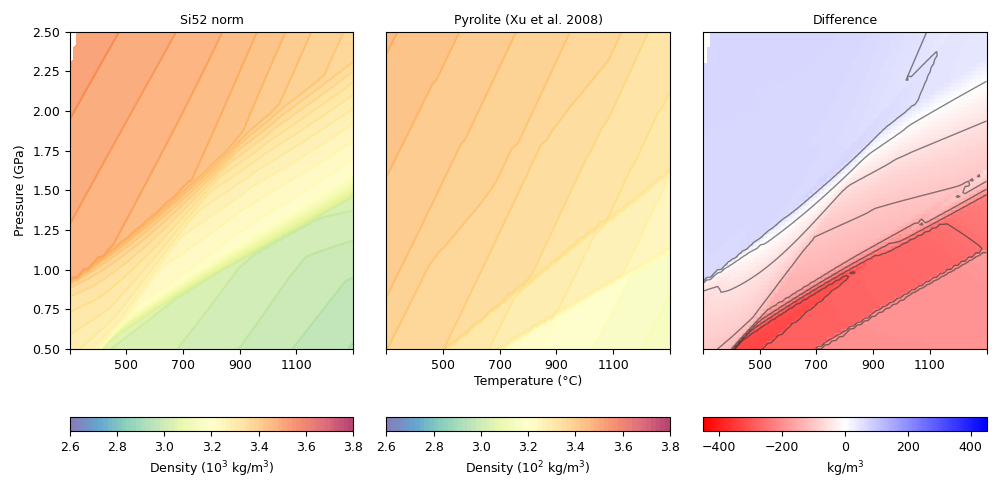 Si52 norm
Pyrolite (Xu et al. 2008)
Difference
2.50
2.25
2.00
1.75
1.50
1.25
1.00
0.75
0.50
Pressure (GPa)
500 700 900 1100
500 700 900 1100
500 700 900 1100
Temperature (°C)
2.6 2.8 3.0 3.2 3.4 3.6 3.8
2.6 2.8 3.0 3.2 3.4 3.6 3.8
−400 −200 0 200 400
Density (10³ kg/m³)
Density (10² kg/m³)
kg/m³